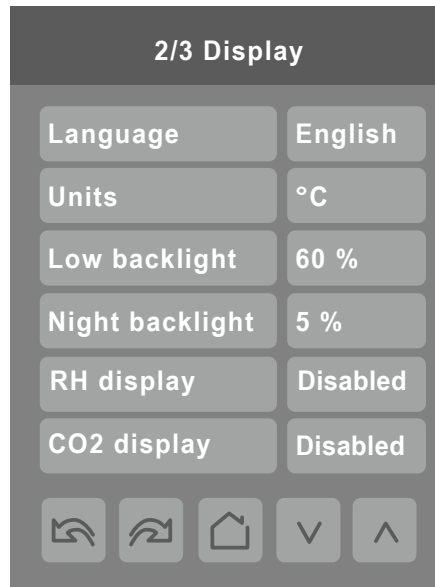 2/3 Display
Language English
Units °C
Low backlight 60 %
Night backlight 5 %
RH display Disabled
CO2 display Disabled